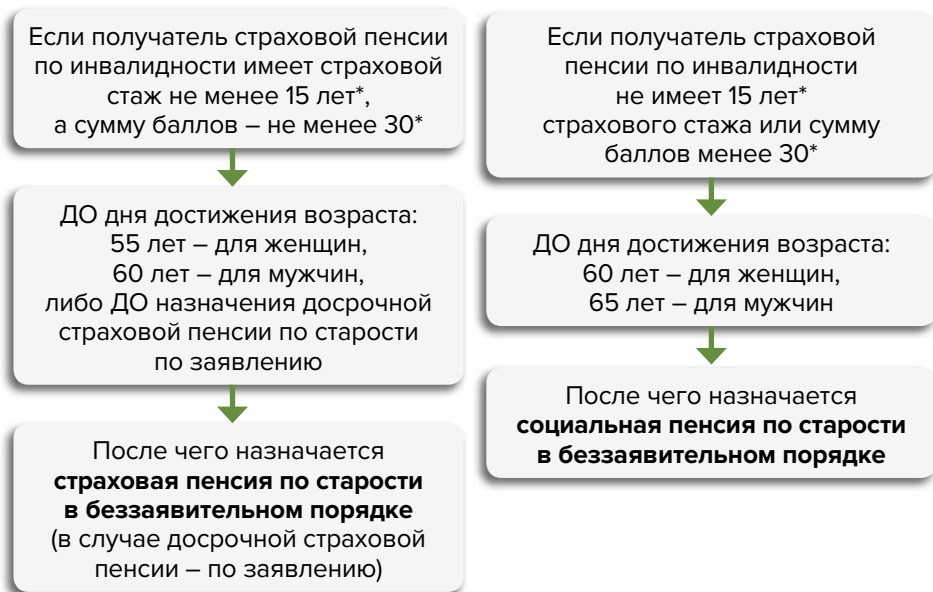 Если получатель страховой пенсии
по инвалидности имеет страховой
стаж не менее 15 лет*,
а сумму баллов – не менее 30*
ДО дня достижения возраста:
55 лет – для женщин,
60 лет – для мужчин,
либо ДО назначения досрочной
страховой пенсии по старости
по заявлению
После чего назначается
страховая пенсия по старости
в беззаявительном порядке
(в случае досрочной страховой
пенсии – по заявлению)
Если получатель страховой
пенсии по инвалидности
не имеет 15 лет*
страхового стажа или сумму
баллов менее 30*
ДО дня достижения возраста:
60 лет – для женщин,
65 лет – для мужчин
После чего назначается
социальная пенсия по старости
в беззаявительном порядке